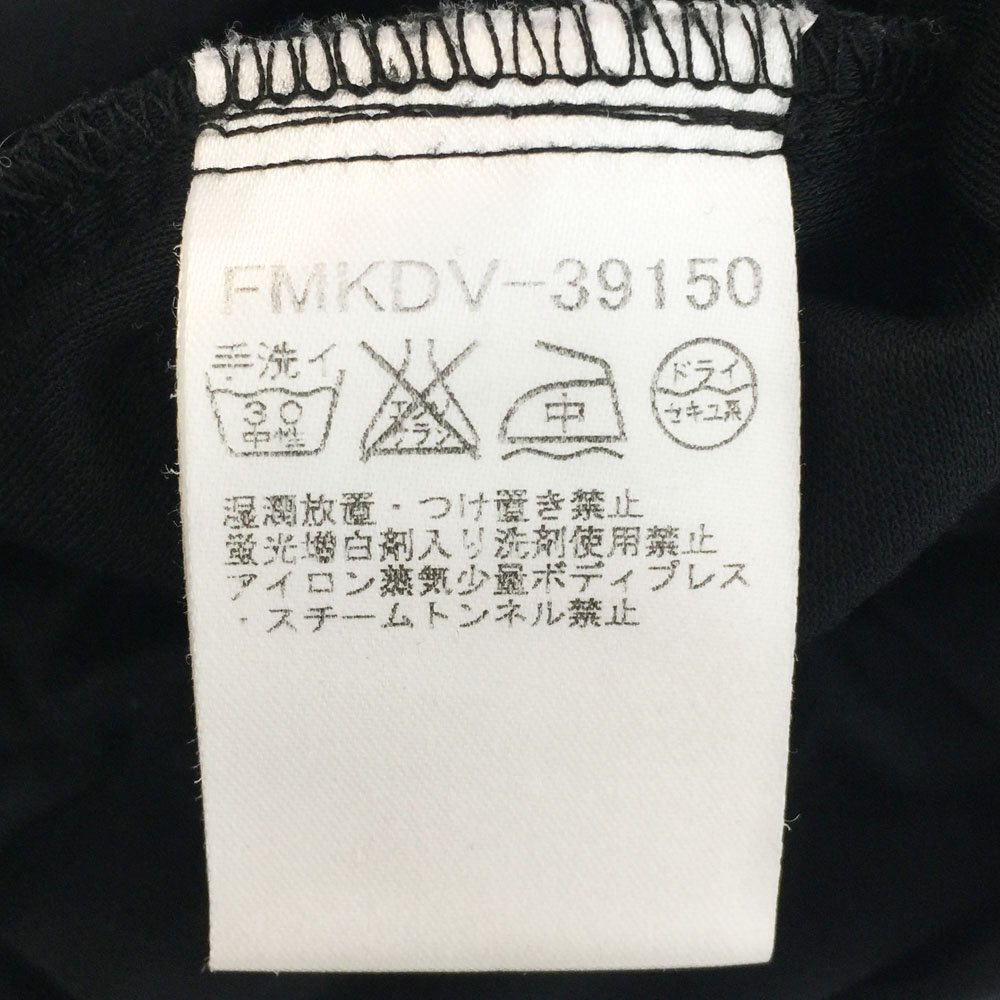 FMKDV-39150
手洗イ
30
中性
エンソ
サラシ
中
ドライ
セキユ系
湿潤放置・つけ置き禁止
蛍光増白剤入り洗剤使用禁止
アイロン蒸気少量ボディプレス
・スチームトンネル禁止